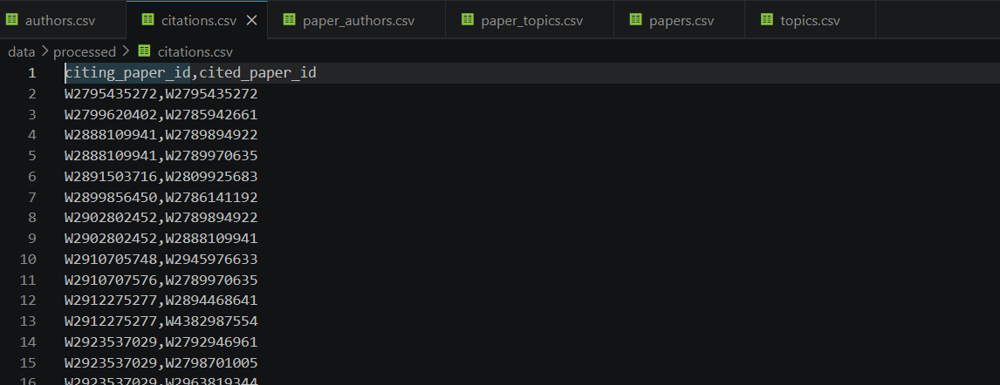 authors.csv citations.csv paper_authors.csv paper_topics.csv papers.csv topics.csv
data > processed > citations.csv
1 citing_paper_id,cited_paper_id
2 W2795435272,W2795435272
3 W2799620402,W2785942661
4 W2888109941,W2789894922
5 W2888109941,W2789970635
6 W2891503716,W2809925683
7 W2899856450,W2786141192
8 W2902802452,W2789894922
9 W2902802452,W2888109941
10 W2910705748,W2945976633
11 W2910707576,W2789970635
12 W2912275277,W2894468641
13 W2912275277,W4382987554
14 W2923537029,W2792946961
15 W2923537029,W2798701005
16 W2923537029,W2963819344